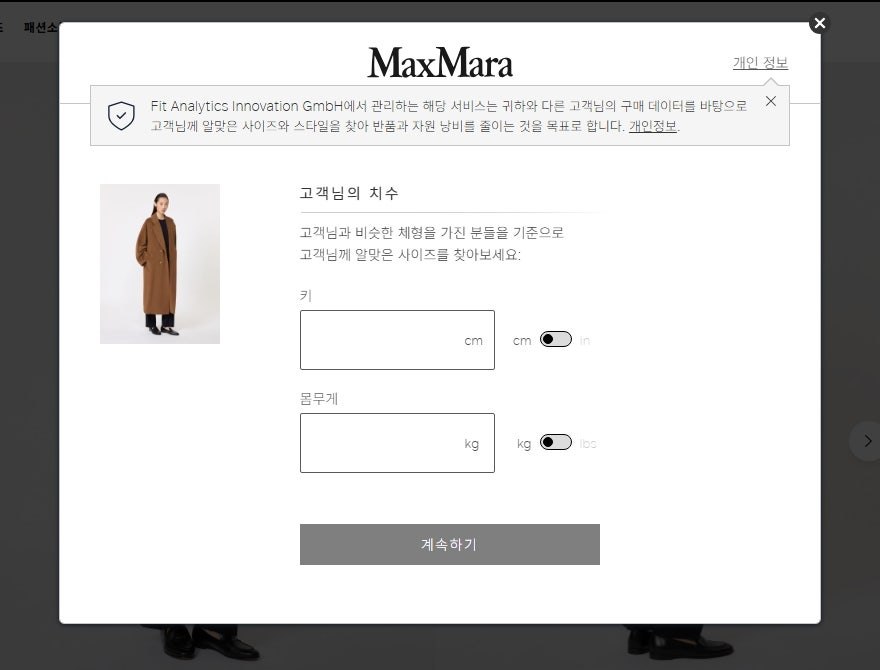 패션쇼
MaxMara
개인 정보
Fit Analytics Innovation GmbH에서 관리하는 해당 서비스는 귀하와 다른 고객님의 구매 데이터를 바탕으로
고객님께 알맞은 사이즈와 스타일을 찾아 반품과 자원 낭비를 줄이는 것을 목표로 합니다. 개인정보.
고객님의 치수
고객님과 비슷한 체형을 가진 분들을 기준으로
고객님께 알맞은 사이즈를 찾아보세요:
키
cm cm in
몸무게
kg kg lbs
계속하기